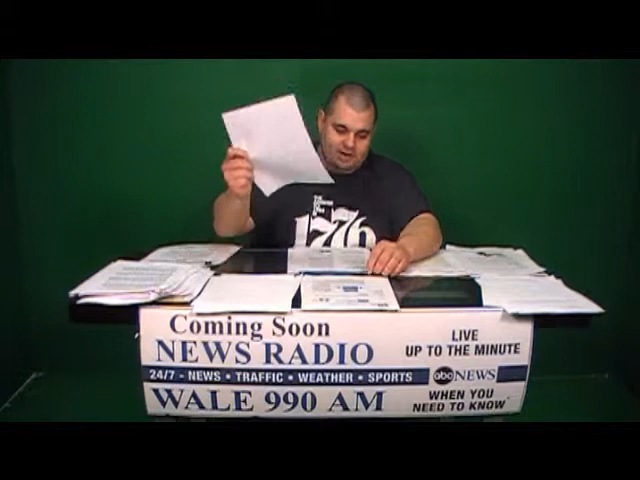 1776
Coming Soon
NEWS RADIO
24/7 • NEWS • TRAFFIC • WEATHER • SPORTS
WALE 990 AM
LIVE
UP TO THE MINUTE
abc NEWS
WHEN YOU
NEED TO KNOW